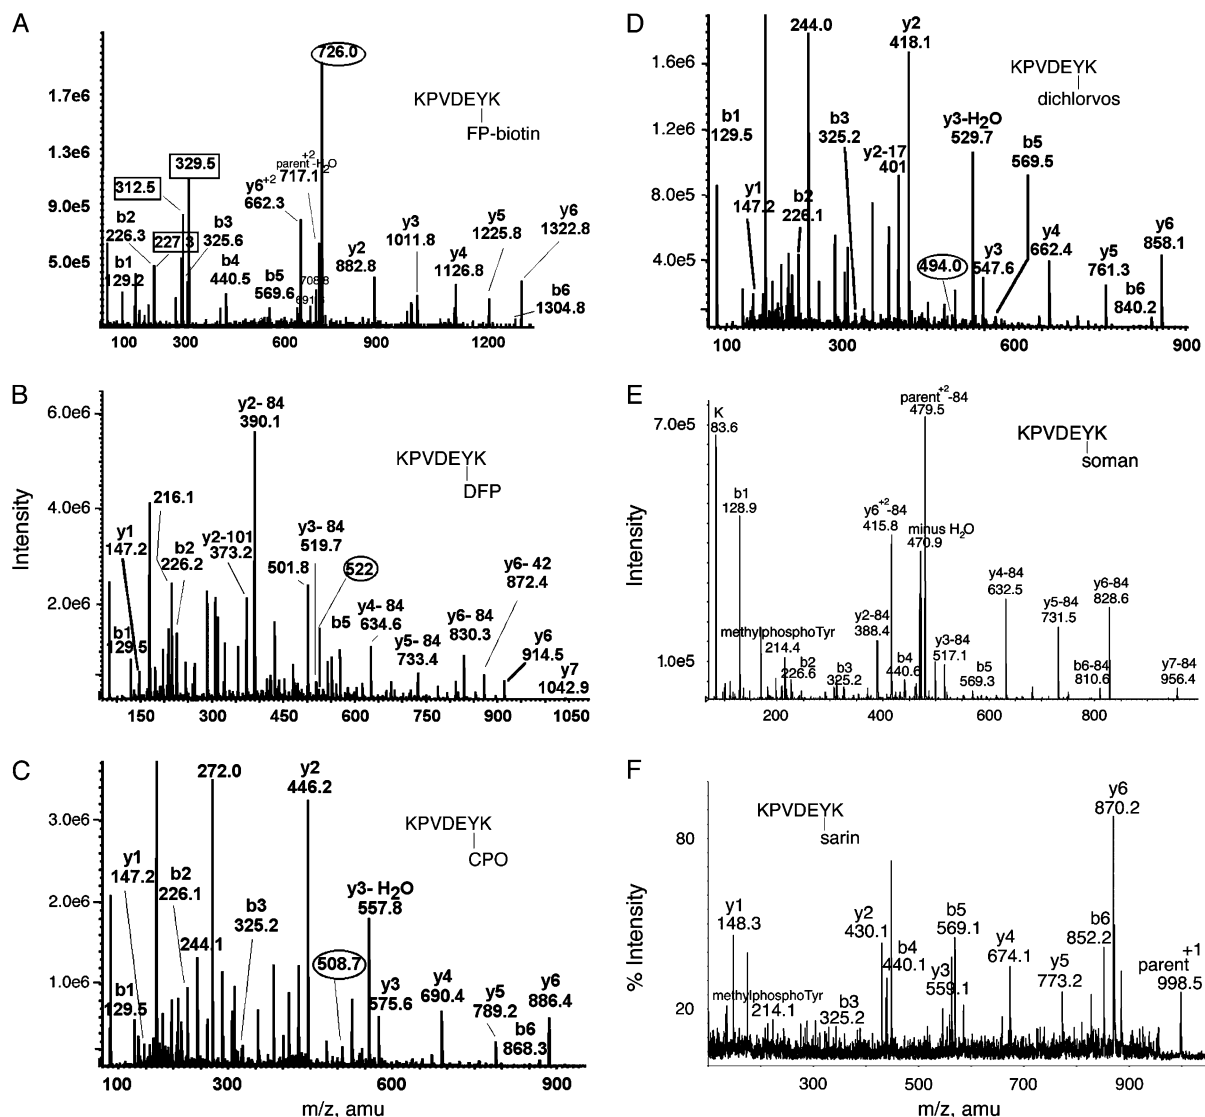 A
726.0
KPVDEYK
FP-biotin
1.7e6
1.3e6
9.0e5
5.0e5
329.5
312.5
+2
parent -H2O
717.1
y6+2
662.3
b2
226.3
227.3
b3
325.6
b1
129.2
b4
440.5
b5
569.6
708.8
y2
882.8
y3
1011.8
y4
1126.8
y5
1225.8
y6
1322.8
b6
1304.8
100 300 600 900 1200
B
Intensity
6.0e6
4.0e6
2.0e6
y2- 84
390.1
KPVDEYK
DFP
216.1
y1
147.2
b2
226.2
y2-101
373.2
y3- 84
519.7
501.8
522
y6- 42
872.4
b1
129.5
b5
y4- 84
634.6
y5- 84
733.4
y6- 84
830.3
y6
914.5
y7
1042.9
150 300 450 600 750 900 1050
C
3.0e6
2.0e6
1.0e6
272.0
y2
446.2
KPVDEYK
CPO
y1
147.2
b2
226.1
b3
325.2
y3- H2O
557.8
244.1
508.7
b1
129.5
y3
575.6
y4
690.4
y5
789.2
y6
886.4
b6
868.3
100 300 600 900
m/z, amu
D
1.6e6
1.2e6
8.0e5
4.0e5
244.0
y2
418.1
KPVDEYK
dichlorvos
b1
129.5
b3
325.2
y2-17
401
y3-H2O
529.7
b5
569.5
y1
147.2
b2
226.1
494.0
y3
547.6
y4
662.4
y5
761.3
y6
858.1
b6
840.2
100 300 600 900
E
Intensity
7.0e5
1.0e5
K
83.6
parent+2-84
479.5
KPVDEYK
soman
b1
128.9
y6+2-84
415.8
minus H2O
470.9
y4-84
632.5
y6-84
828.6
y2-84
388.4
y5-84
731.5
methylphosphoTyr
214.4
b2
226.6
b3
325.2
b4
440.6
y3-84
517.1
b5
569.3
b6-84
810.6
y7-84
956.4
200 400 600 800
F
% Intensity
80
20
KPVDEYK
sarin
y6
870.2
y1
148.3
y2
430.1
b4
440.1
b5
569.1
y3
559.1
y4
674.1
b6
852.2
y5
773.2
+1
parent
998.5
methylphosphoTyr
214.1
b3
325.2
300 500 700 900
m/z, amu